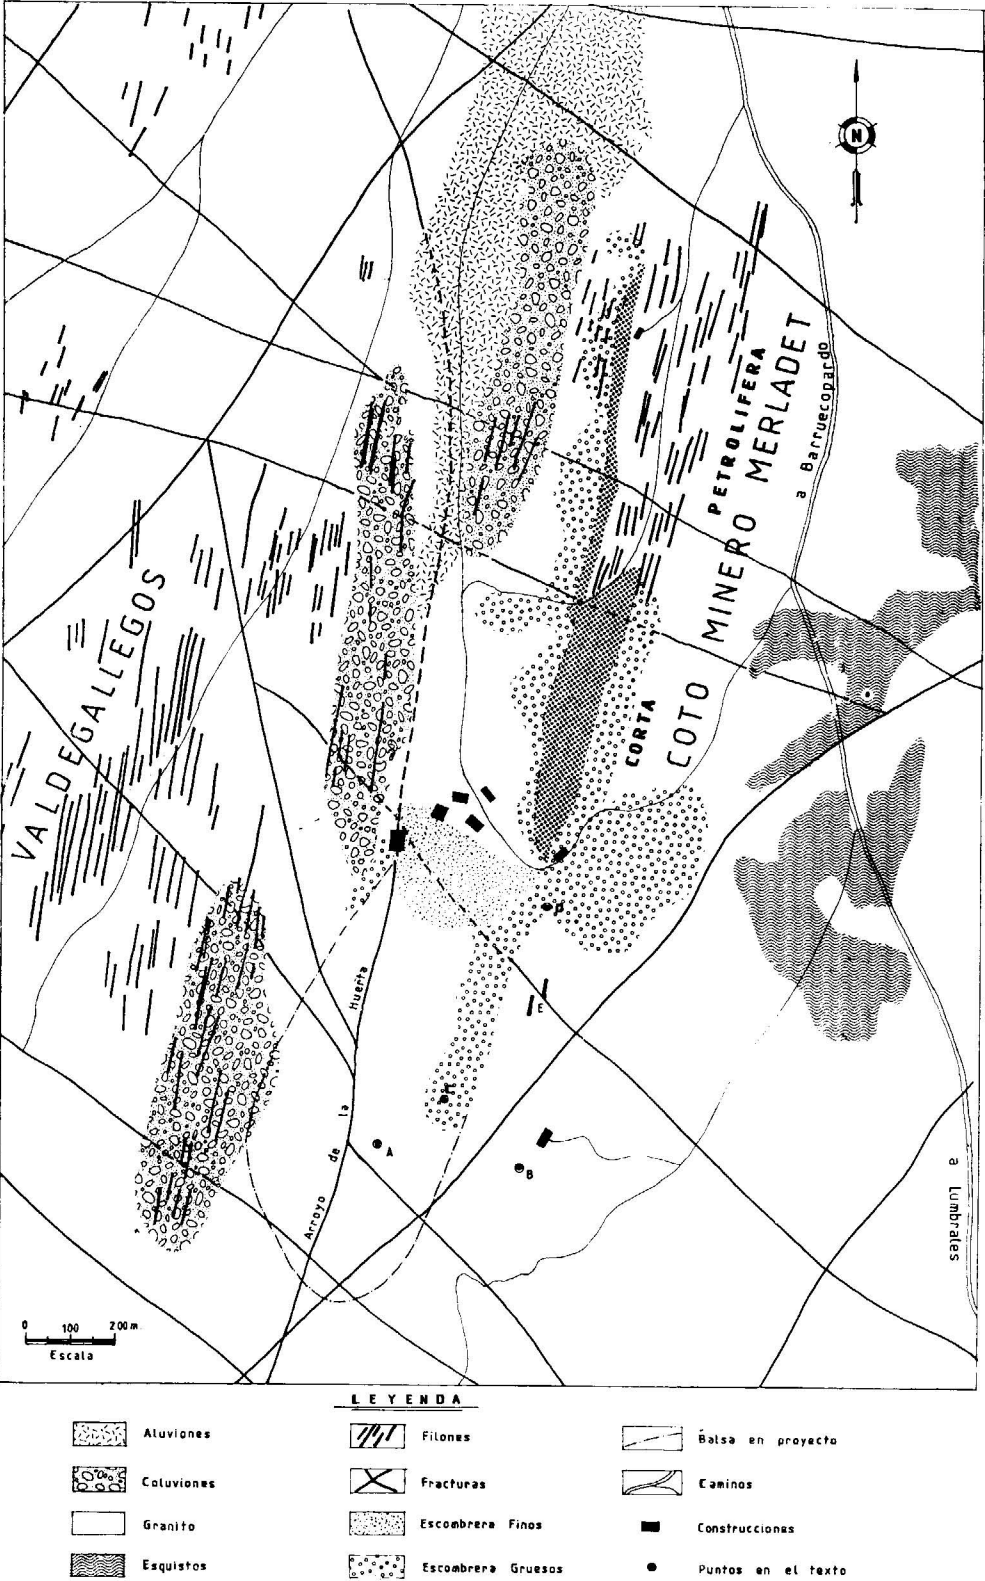 N
PETROLIFERA
COTO MINERO MERLADET
CORTA
a Barruecopardo
VALDEGALLEGOS
P
E
A
B
Arroyo de la Huerta
a Lumbrales
0 100 200 m.
Escala
LEYENDA
Aluviones
Coluviones
Granito
Esquistos
Filones
Fracturas
Escombrera Finos
Escombrera Gruesos
Balsa en proyecto
Caminos
Construcciones
Puntos en el texto